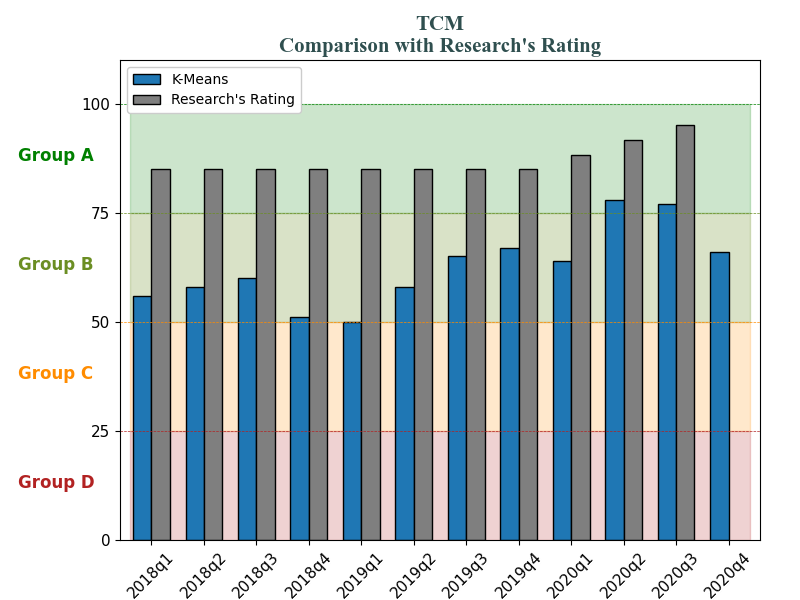 TCM
Comparison with Research's Rating
K-Means
Research's Rating
100
Group A
75
Group B
50
Group C
25
Group D
0
2018q1
2018q2
2018q3
2018q4
2019q1
2019q2
2019q3
2019q4
2020q1
2020q2
2020q3
2020q4